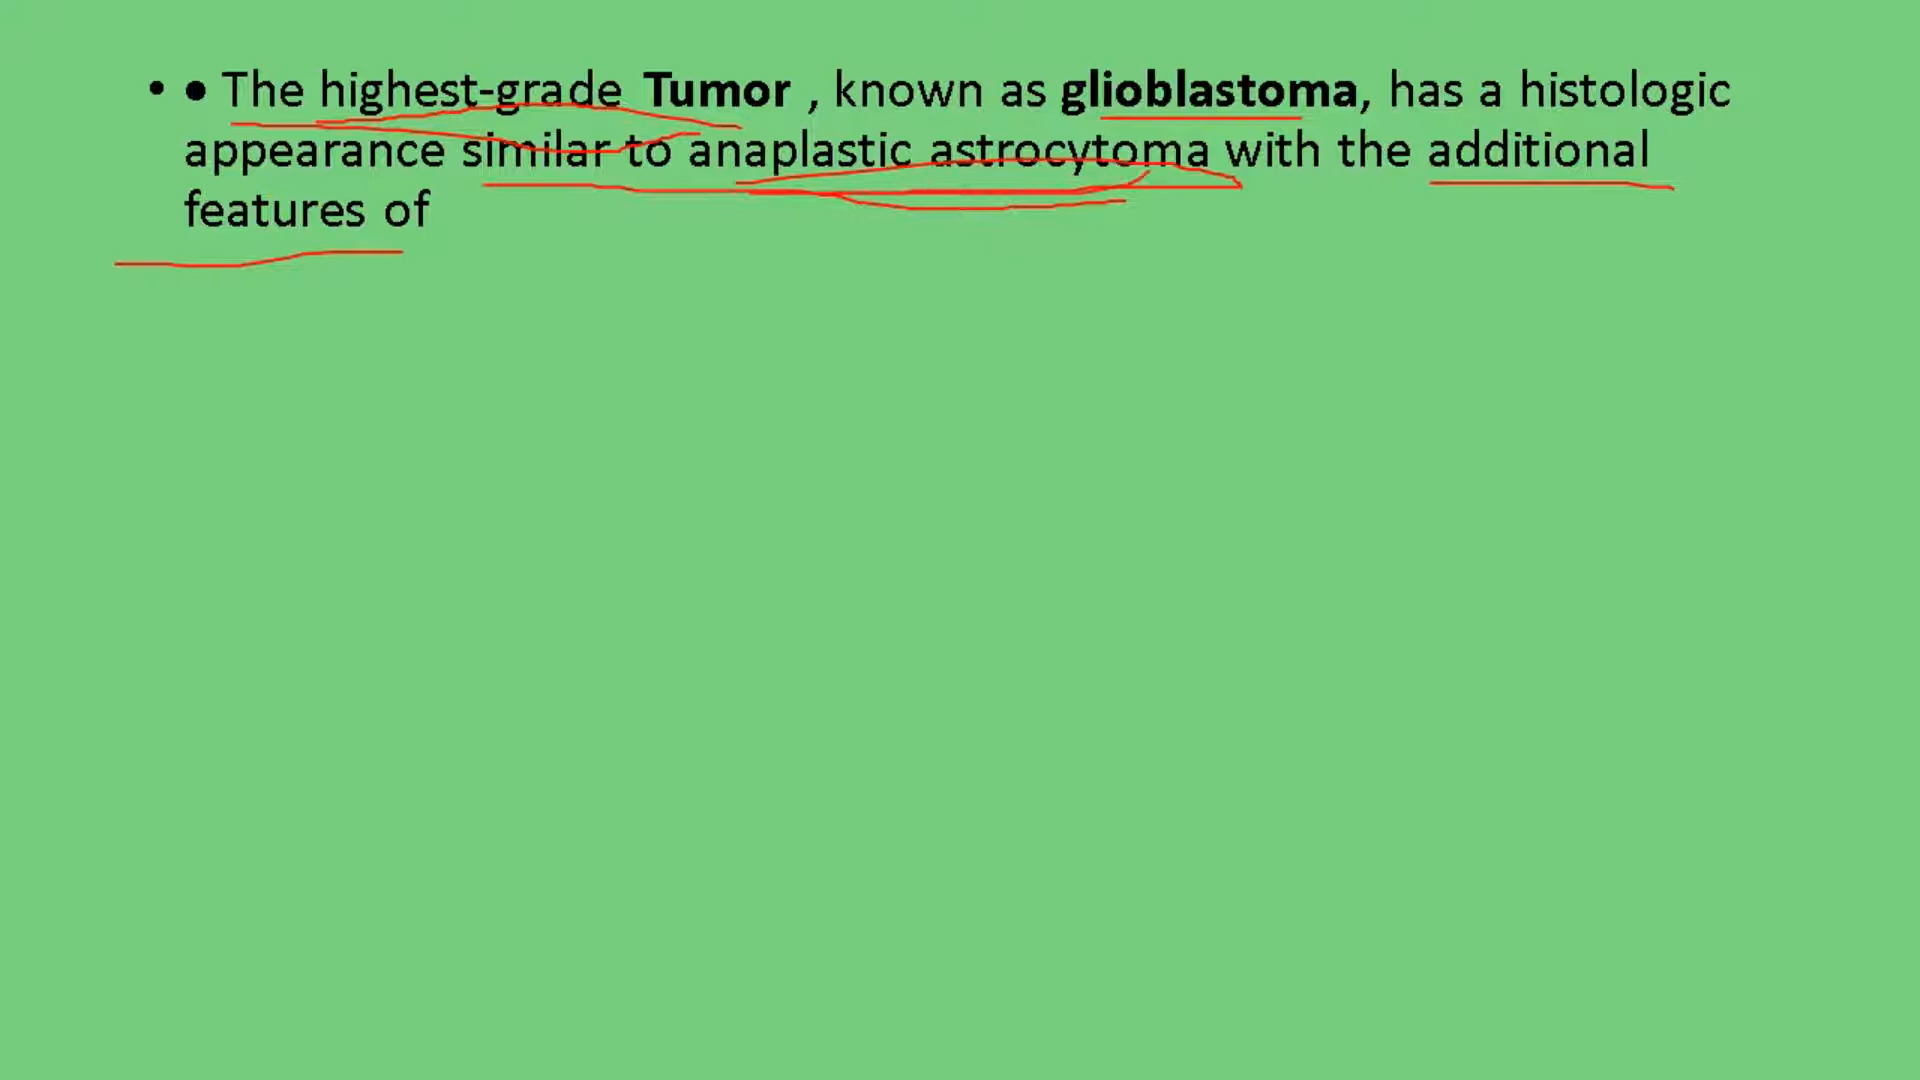 • ● The highest-grade Tumor , known as glioblastoma, has a histologic
appearance similar to anaplastic astrocytoma with the additional
features of